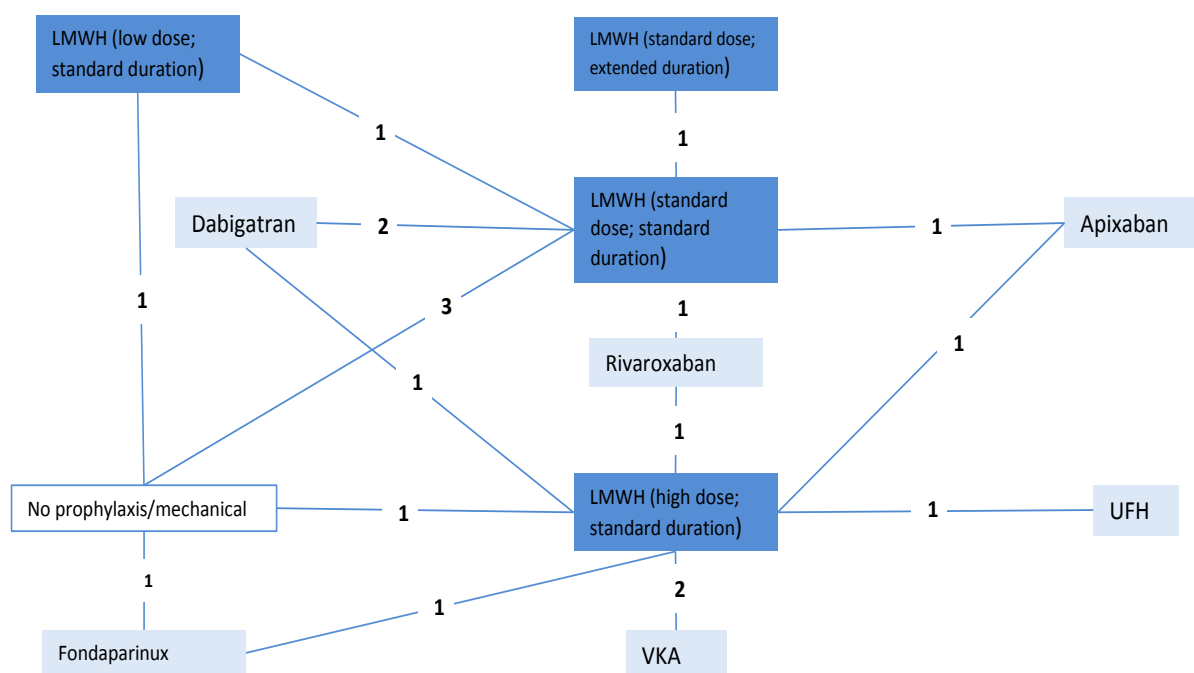 LMWH (low dose;
standard duration)
LMWH (standard dose;
extended duration)
1
1
LMWH (standard
dose; standard
duration)
Dabigatran
2
1
Apixaban
1
3
1
1
Rivaroxaban
1
1
No prophylaxis/mechanical
1
LMWH (high dose;
standard duration)
1
UFH
1
1
2
Fondaparinux
VKA